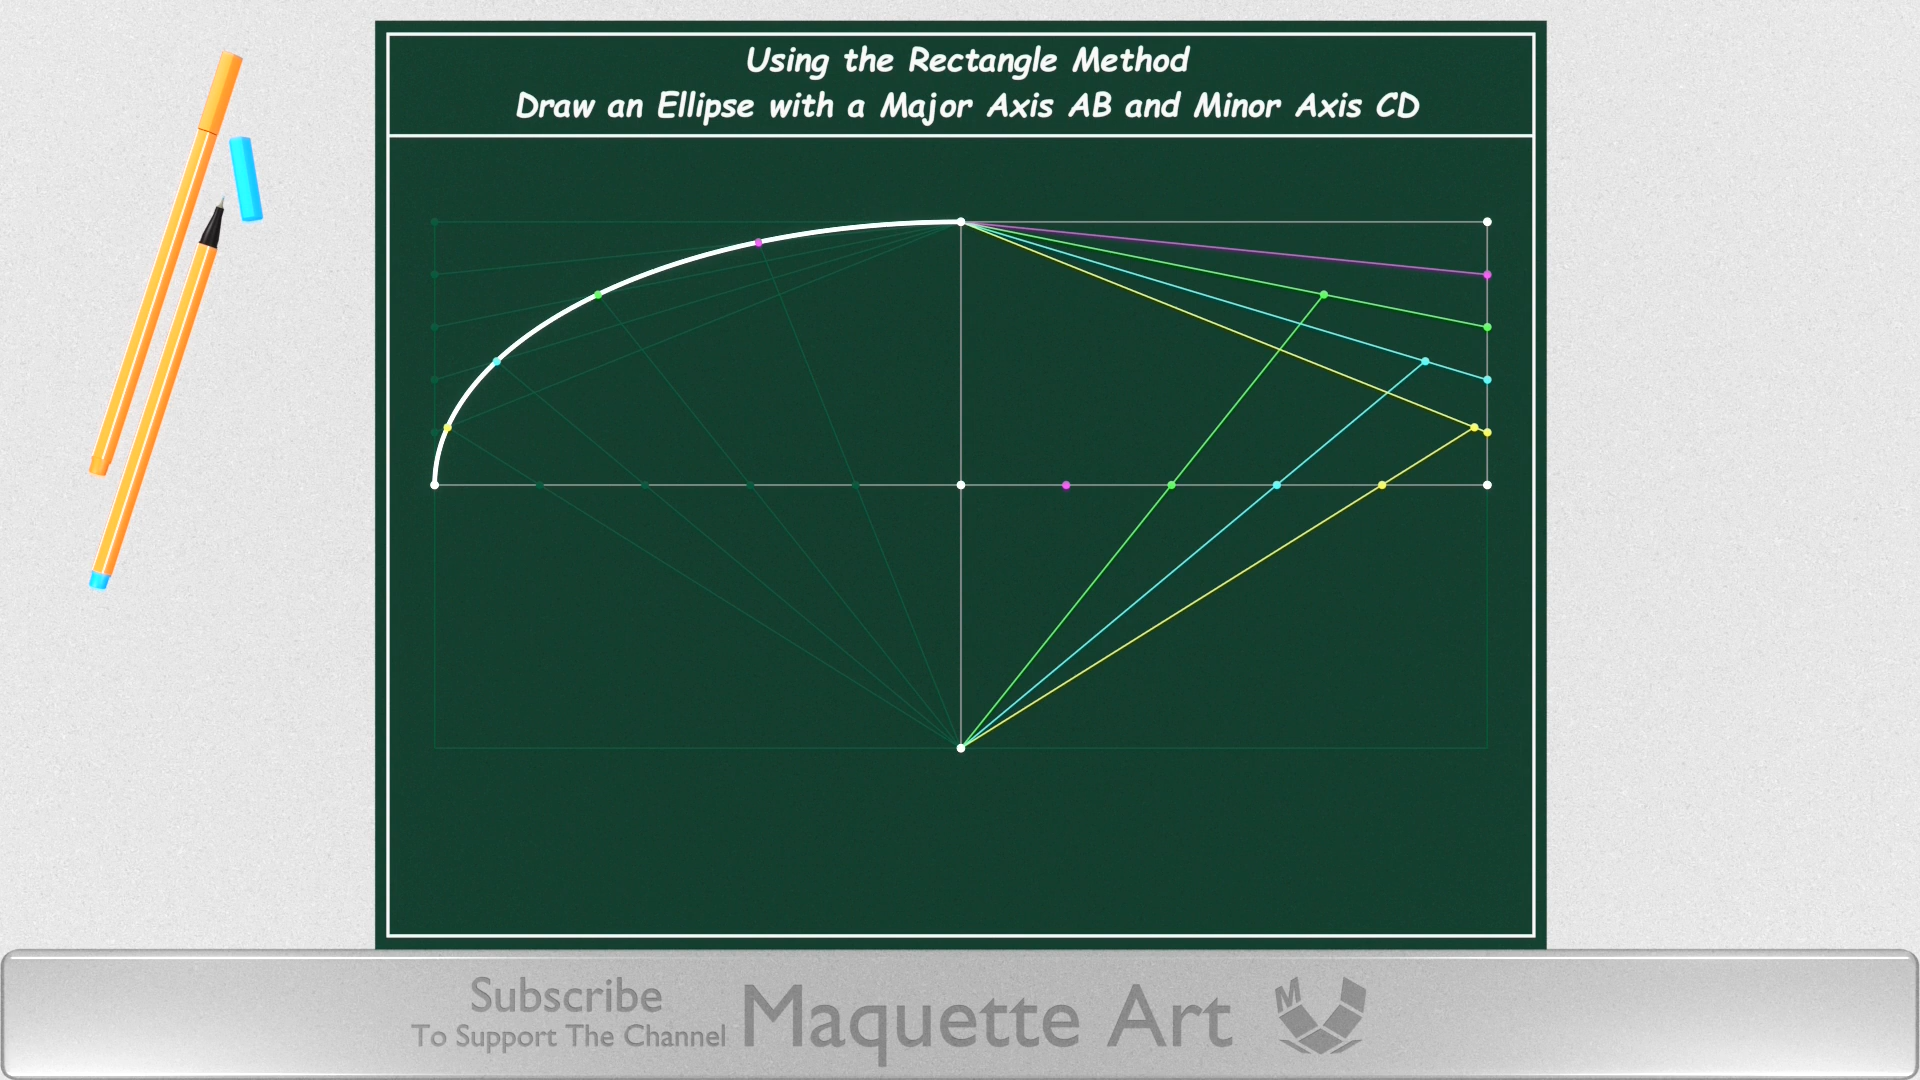 Using the Rectangle Method
Draw an Ellipse with a Major Axis AB and Minor Axis CD
Subscribe
To Support The Channel
Maquette Art
M